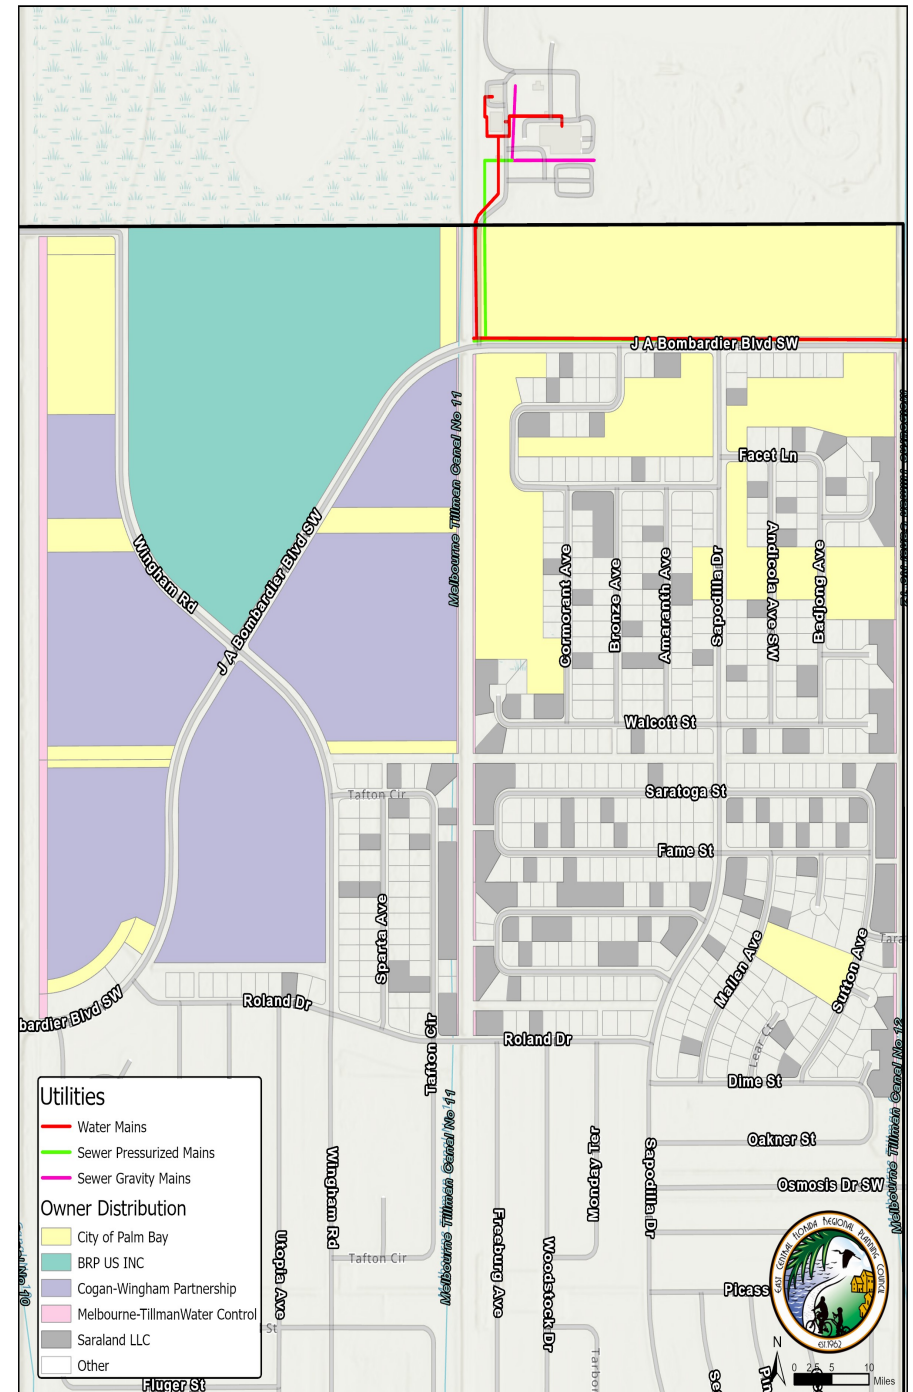 J A Bombardier Blvd SW
Melbourne Tillman Canal No 11
Facet Ln
J A Bombardier Blvd SW
Wingham Rd
Cormorant Ave
Bronze Ave
Amaranth Ave
Sapodillia Dr
Andicola Ave SW
Badjong Ave
Walcott St
Tafton Cir
Saratoga St
Fame St
Sparta Ave
Mallen Ave
Sutton Ave
bardier Blvd SW
Roland Dr
Tafton Cir
Roland Dr
Lear Ct
Dime St
Melbourne Tillman Canal No 12
Oakner St
Osmosis Dr SW
Monday Ter
Sapodilla Dr
Melbourne Tillman Canal No 11
Wingham Rd
Tafton Cir
Utopia Ave
Freeburg Ave
Woodstock Dr
Picass
St
Tarbor
Fluger St
Utilities
Water Mains
Sewer Pressurized Mains
Sewer Gravity Mains
Owner Distribution
City of Palm Bay
BRP US INC
Cogan-Wingham Partnership
Melbourne-TillmanWater Control
Saraland LLC
Other
EAST CENTRAL FLORIDA REGIONAL PLANNING COUNCIL
EST.1962
N
0 2.5 5 10
Miles